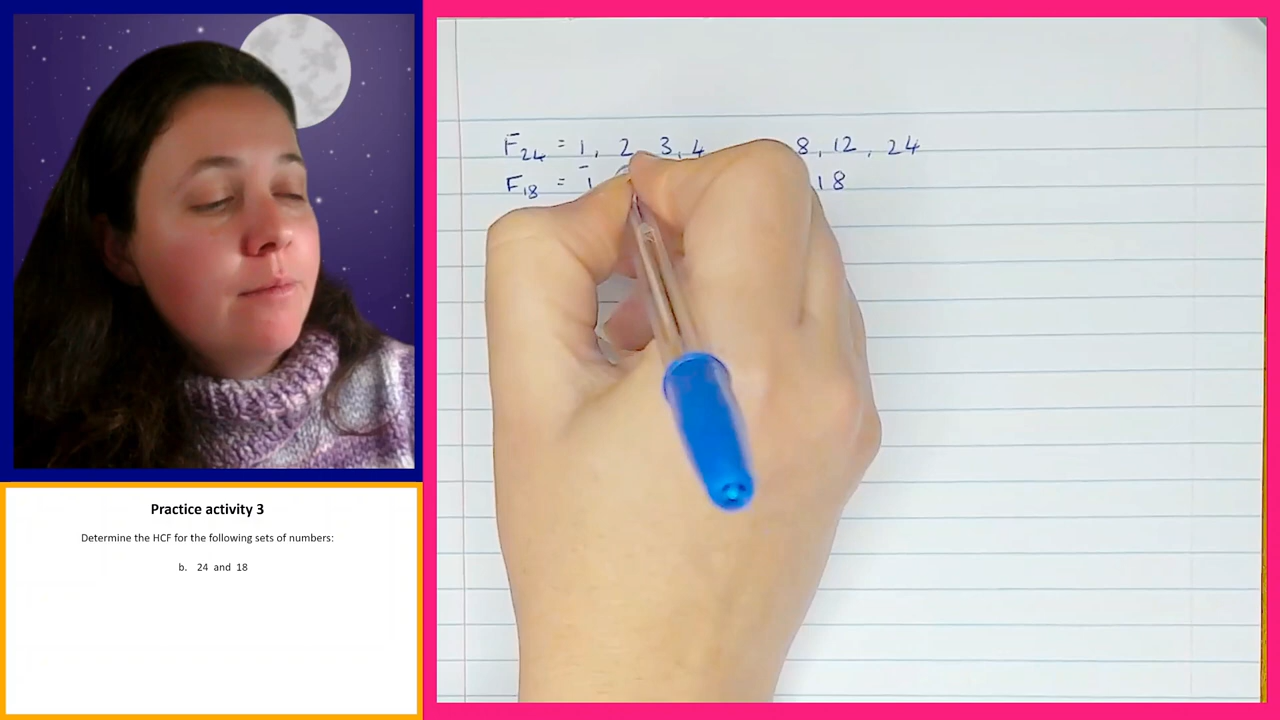 Practice activity 3
Determine the HCF for the following sets of numbers:
b. 24 and 18
F24 = 1, 2, 3, 4 8, 12, 24
F18 = 1 18